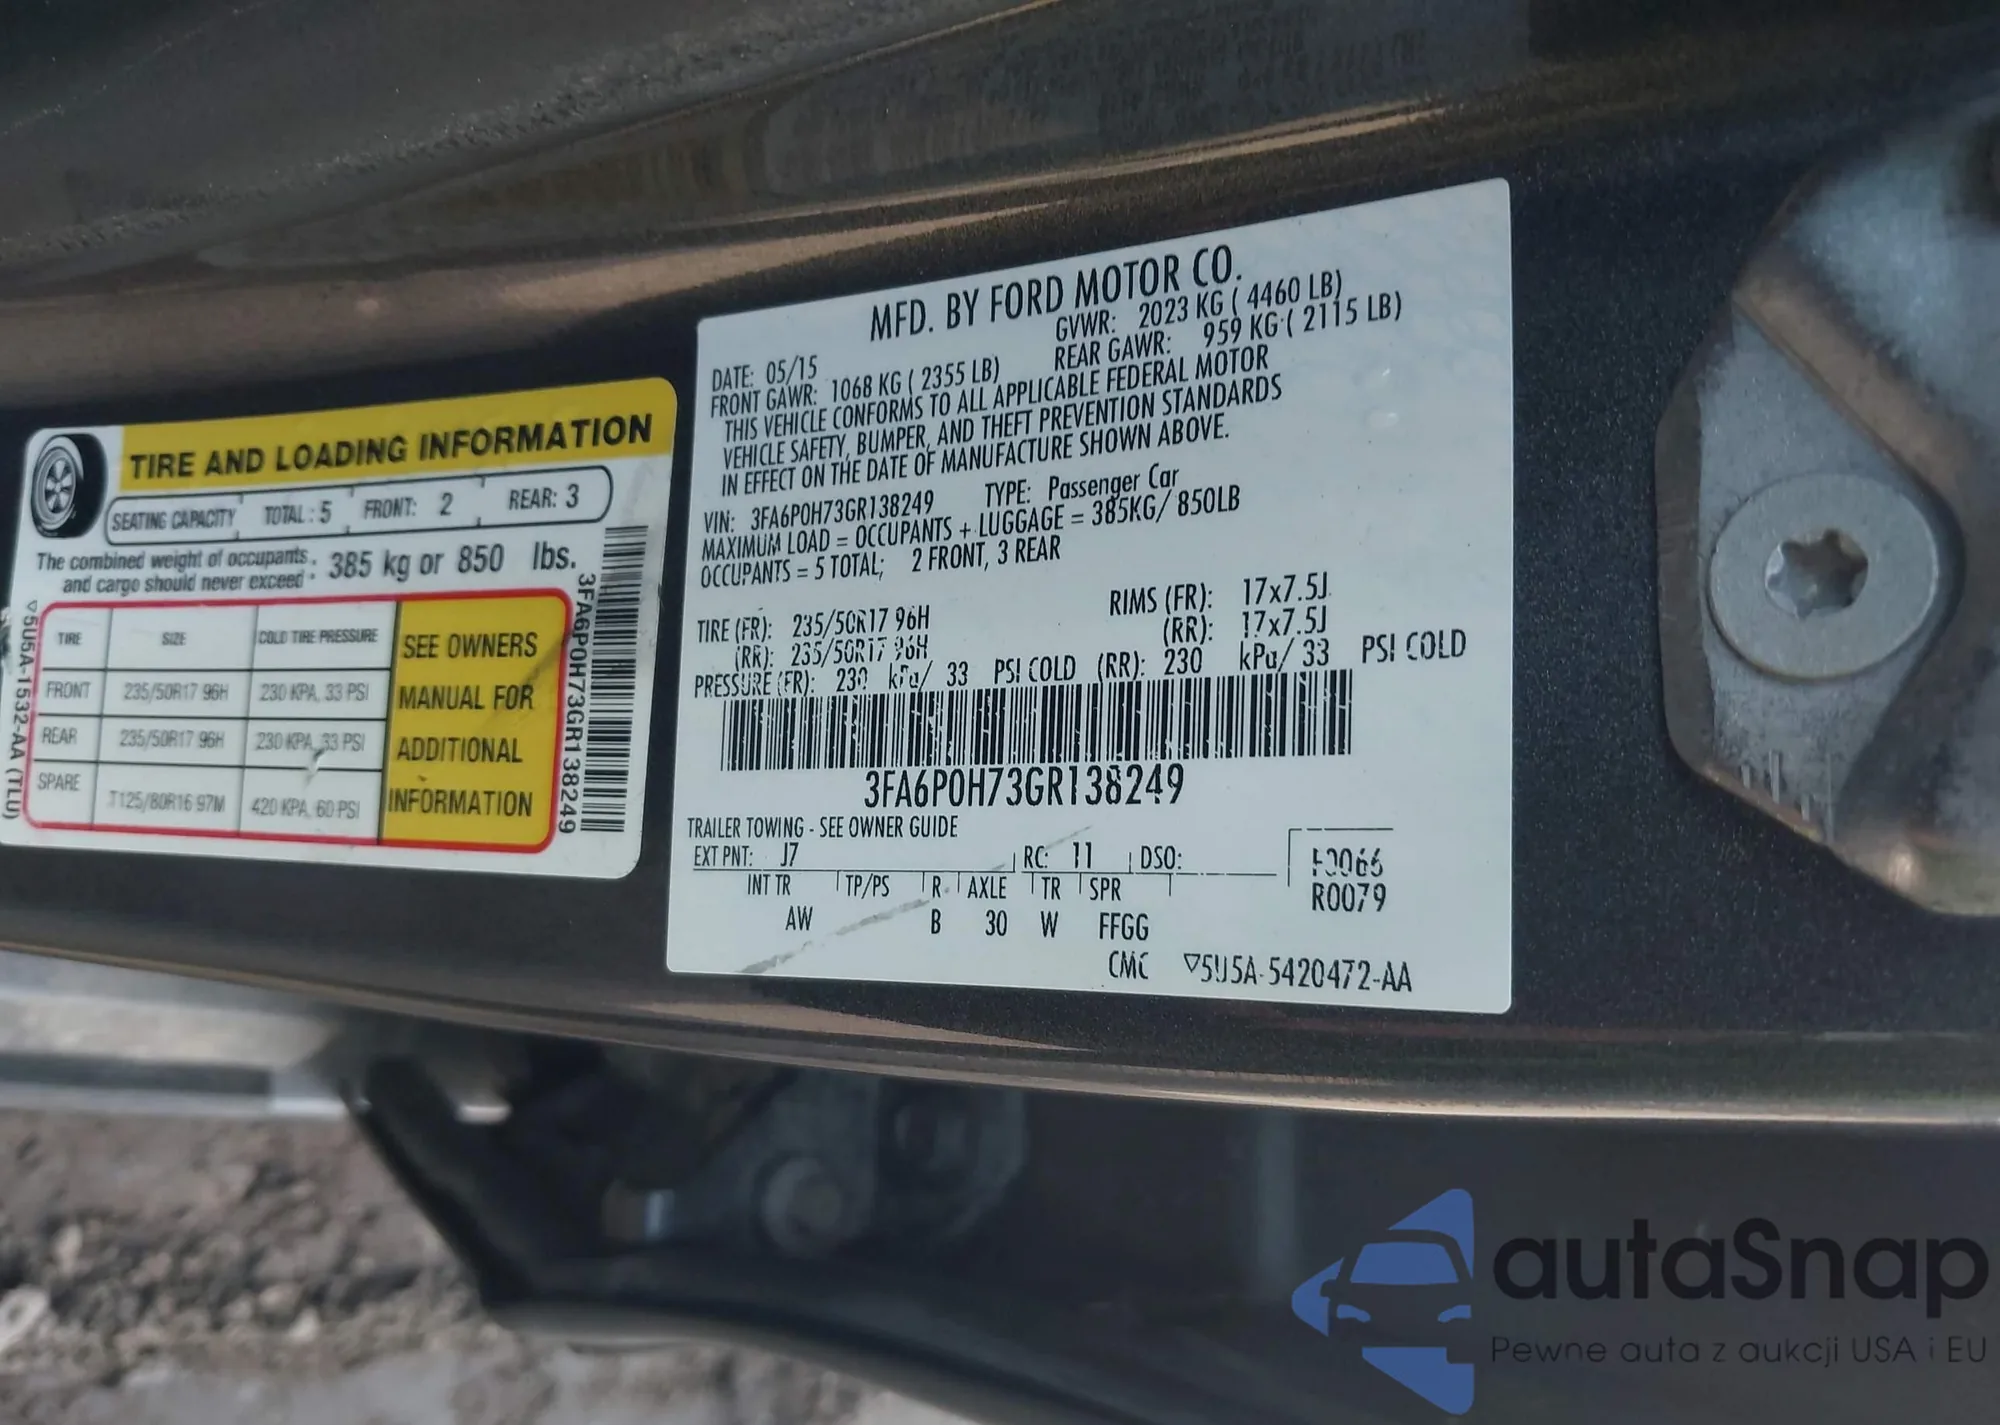 TIRE AND LOADING INFORMATION
SEATING CAPACITY TOTAL : 5 FRONT: 2 REAR: 3
The combined weight of occupants
and cargo should never exceed : 385 kg or 850 lbs.
TIRE SIZE COLD TIRE PRESSURE
FRONT 235/50R17 96H 230 KPA, 33 PSI
REAR 235/50R17 96H 230 KPA, 33 PSI
SPARE T125/80R16 97M 420 KPA, 60 PSI
SEE OWNERS
MANUAL FOR
ADDITIONAL
INFORMATION
3FA6P0H73GR138249
5U5A-1532-AA (TLU)
MFD. BY FORD MOTOR CO.
DATE: 05/15 GVWR: 2023 KG ( 4460 LB)
FRONT GAWR: 1068 KG ( 2355 LB) REAR GAWR: 959 KG ( 2115 LB)
THIS VEHICLE CONFORMS TO ALL APPLICABLE FEDERAL MOTOR
VEHICLE SAFETY, BUMPER, AND THEFT PREVENTION STANDARDS
IN EFFECT ON THE DATE OF MANUFACTURE SHOWN ABOVE.
VIN: 3FA6P0H73GR138249 TYPE: Passenger Car
MAXIMUM LOAD = OCCUPANTS + LUGGAGE = 385KG/ 850LB
OCCUPANTS = 5 TOTAL; 2 FRONT, 3 REAR
TIRE (FR): 235/50R17 96H RIMS (FR): 17x7.5J
(RR): 235/50R17 96H (RR): 17x7.5J
PRESSURE (FR): 230 kPa/ 33 PSI COLD (RR): 230 kPa/ 33 PSI COLD
3FA6P0H73GR138249
TRAILER TOWING - SEE OWNER GUIDE
EXT PNT: J7 RC: 11 DSO:
F0066
R0079
INT TR TP/PS R AXLE TR SPR
AW B 30 W FFGG
CMC 5U5A-5420472-AA
autaSnap
Pewne auta z aukcji USA i EU